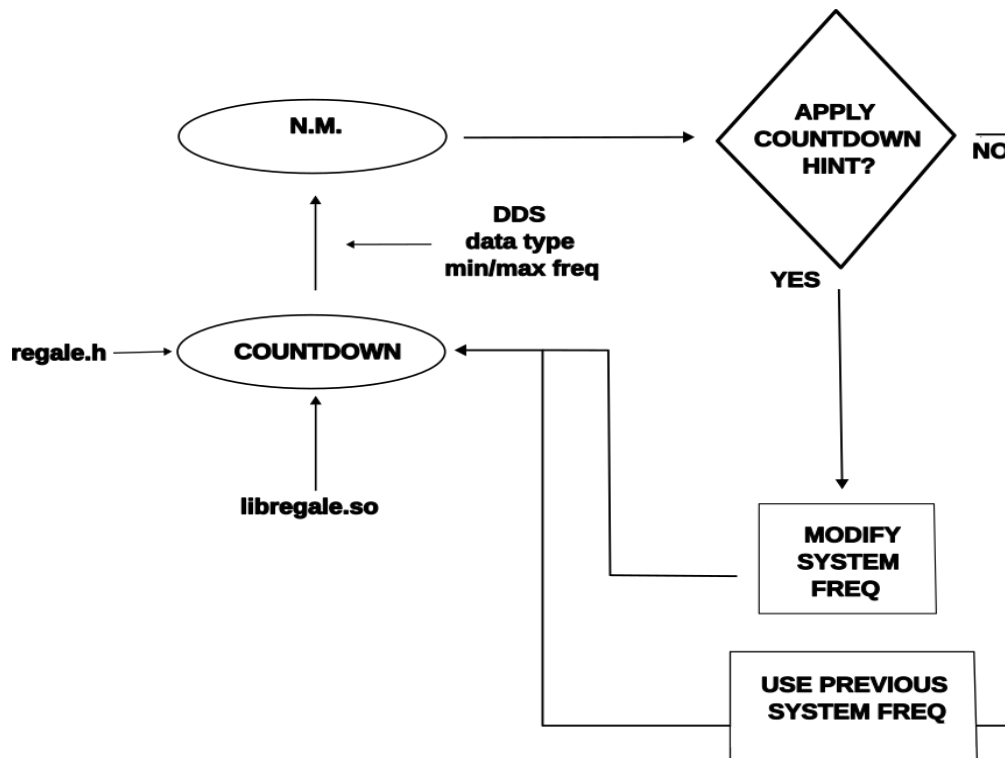 N.M.
APPLY
COUNTDOWN
HINT?
NO
DDS
data type
min/max freq
YES
regale.h
COUNTDOWN
libregale.so
MODIFY
SYSTEM
FREQ
USE PREVIOUS
SYSTEM FREQ